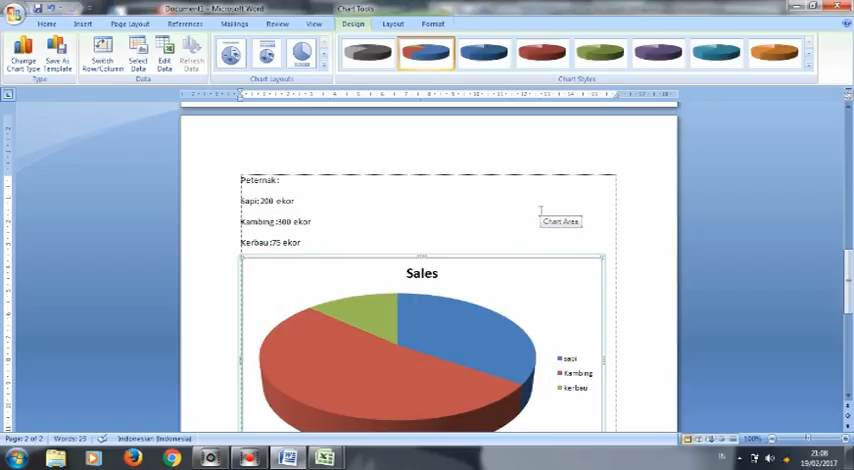 Document1 - Microsoft Word
Chart Tools
Home Insert Page Layout References Mailings Review View Design Layout Format
Change Chart Type
Save As Template
Switch Row/Column
Select Data
Edit Data
Refresh Data
Type
Data
Chart Layouts
Chart Styles
Peternak :
Sapi: 200 ekor
Kambing :300 ekor
Kerbau :75 ekor
Chart Area
Sales
sapi
Kambing
kerbau
Page: 2 of 2 Words: 23 Indonesian (Indonesia) 100%
IN
21:08
19/02/2017